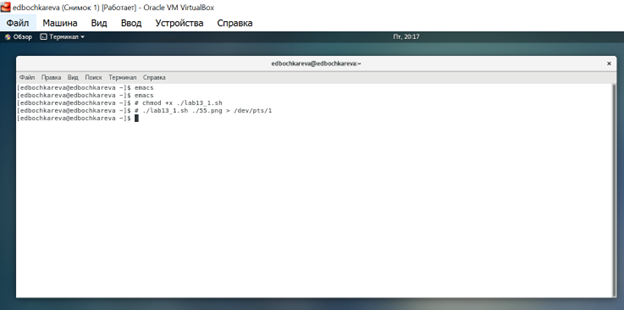 edbochkareva (Снимок 1) [Работает] - Oracle VM VirtualBox
Файл Машина Вид Ввод Устройства Справка
Обзор Терминал Пт, 20:17
edbochkareva@edbochkareva:~ ×
Файл Правка Вид Поиск Терминал Справка
[edbochkareva@edbochkareva ~]$ emacs
[edbochkareva@edbochkareva ~]$ emacs
[edbochkareva@edbochkareva ~]$ # chmod +x ./lab13_1.sh
[edbochkareva@edbochkareva ~]$ # ./lab13_1.sh ./55.png > /dev/pts/1
[edbochkareva@edbochkareva ~]$